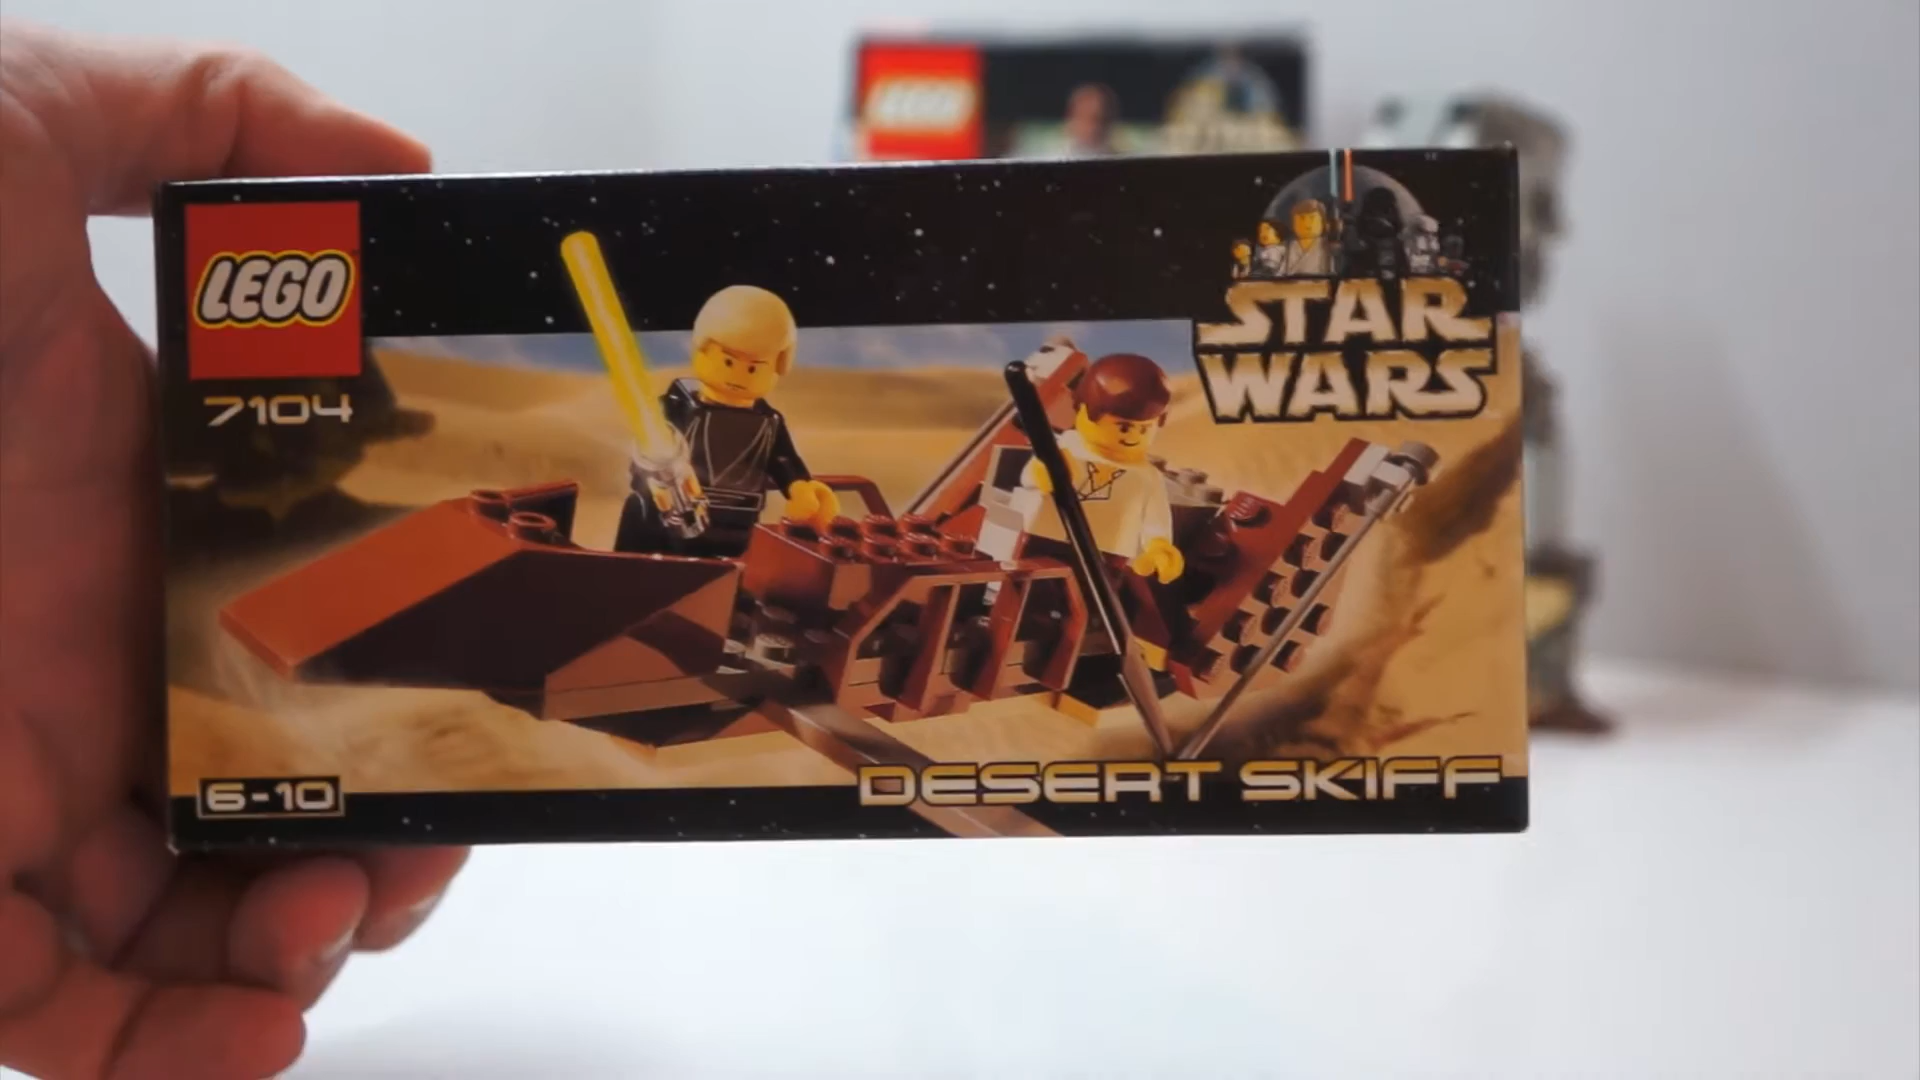 LEGO
LEGO
STAR
WARS
7104
6-10
DESERT SKIFF